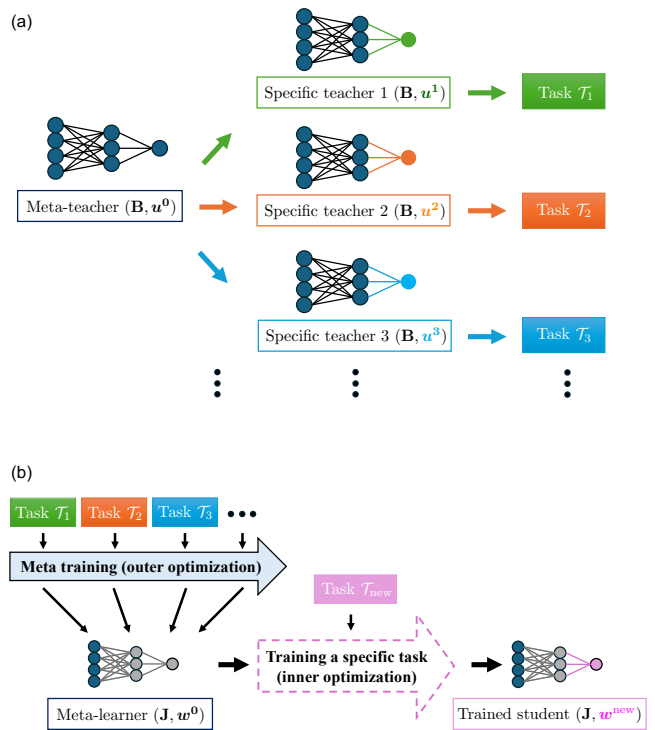 (a)
Specific teacher 1 (B, u¹)
Task 𝒯₁
Meta-teacher (B, u⁰)
Specific teacher 2 (B, u²)
Task 𝒯₂
Specific teacher 3 (B, u³)
Task 𝒯₃
(b)
Task 𝒯₁
Task 𝒯₂
Task 𝒯₃
Meta training (outer optimization)
Task 𝒯new
Training a specific task
(inner optimization)
Meta-learner (J, w⁰)
Trained student (J, wⁿᵉʷ)